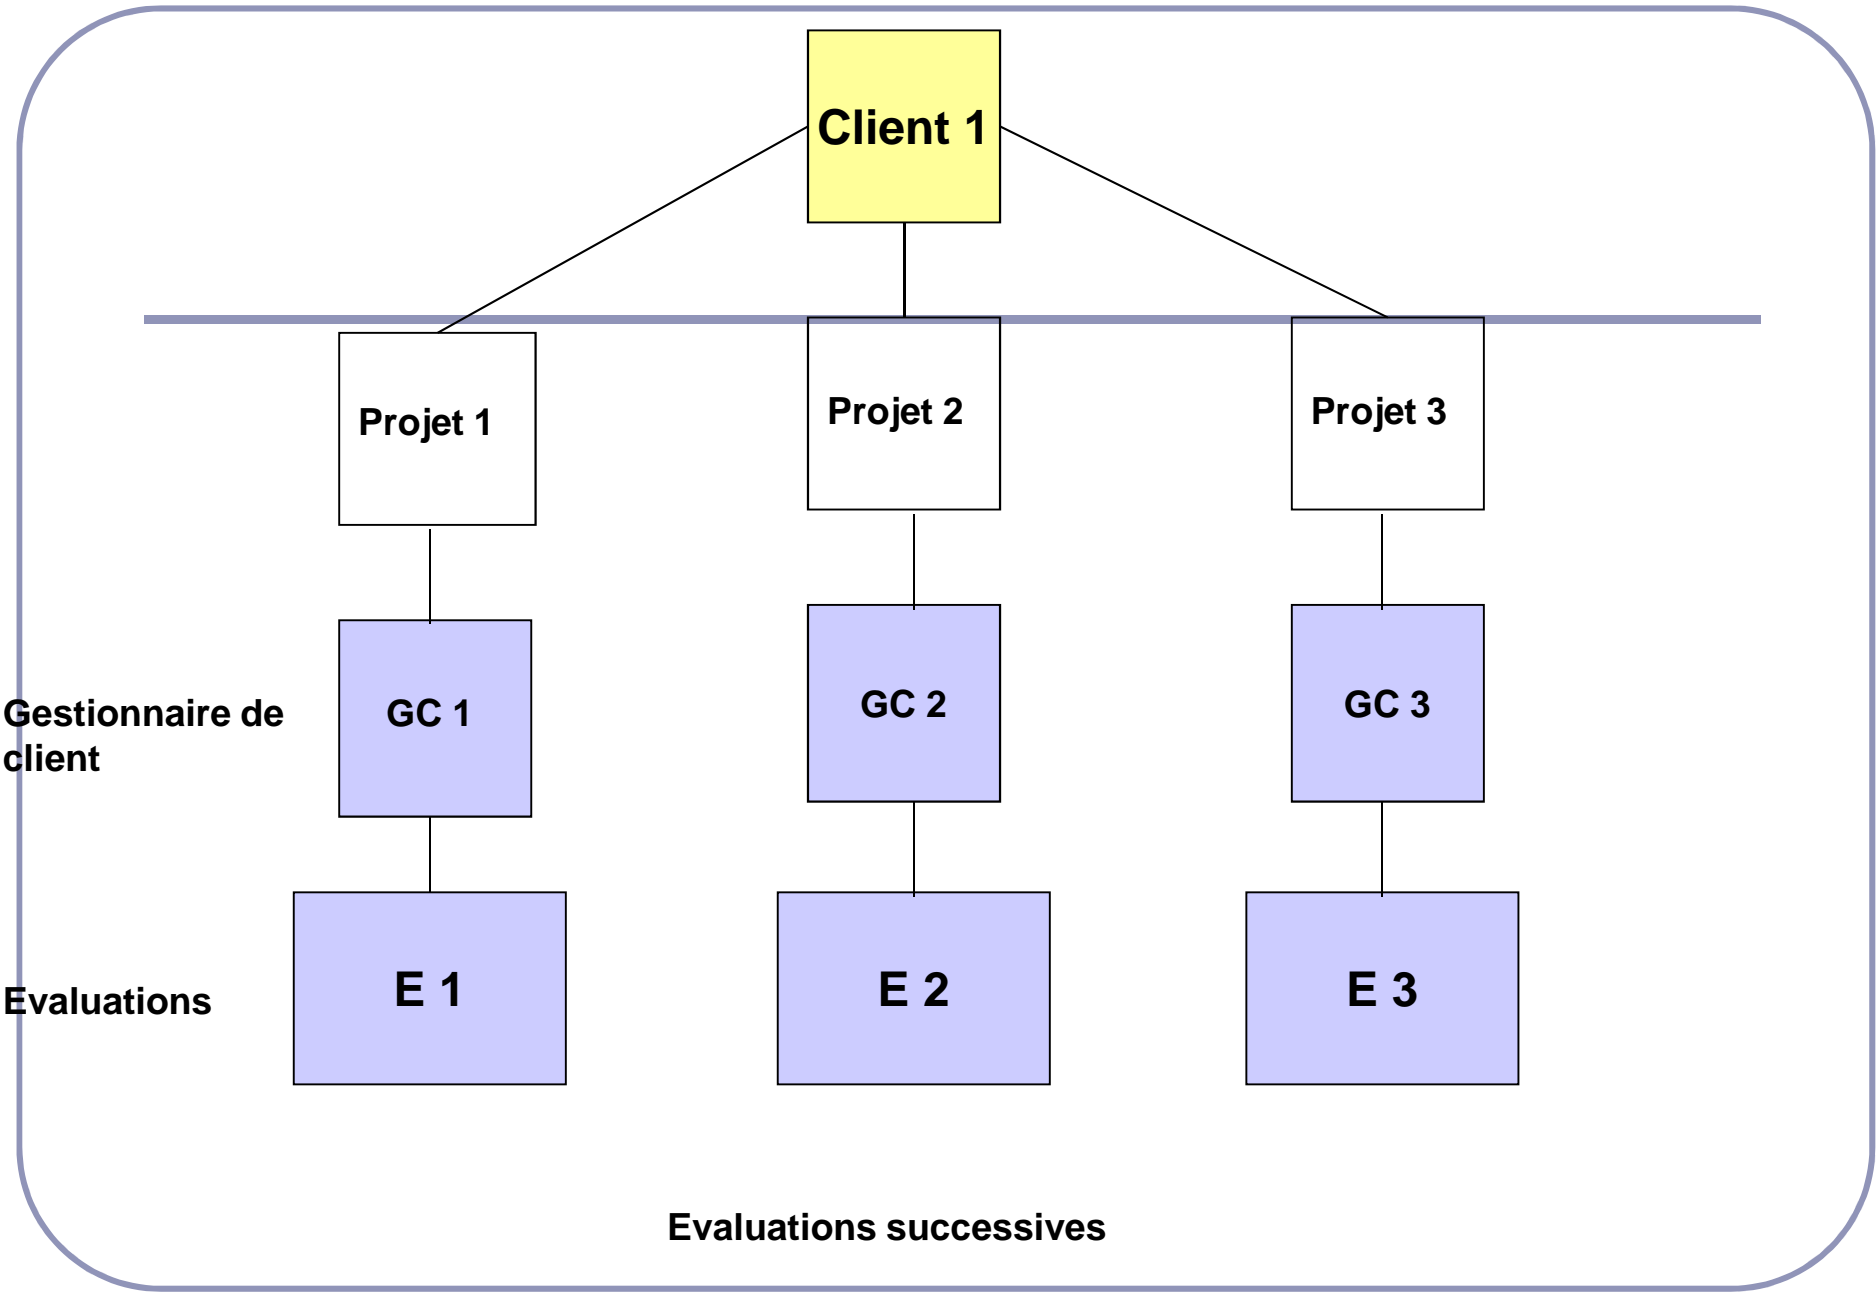 Client 1
Projet 1
Projet 2
Projet 3
Gestionnaire de
client
GC 1
GC 2
GC 3
Evaluations
E 1
E 2
E 3
Evaluations successives